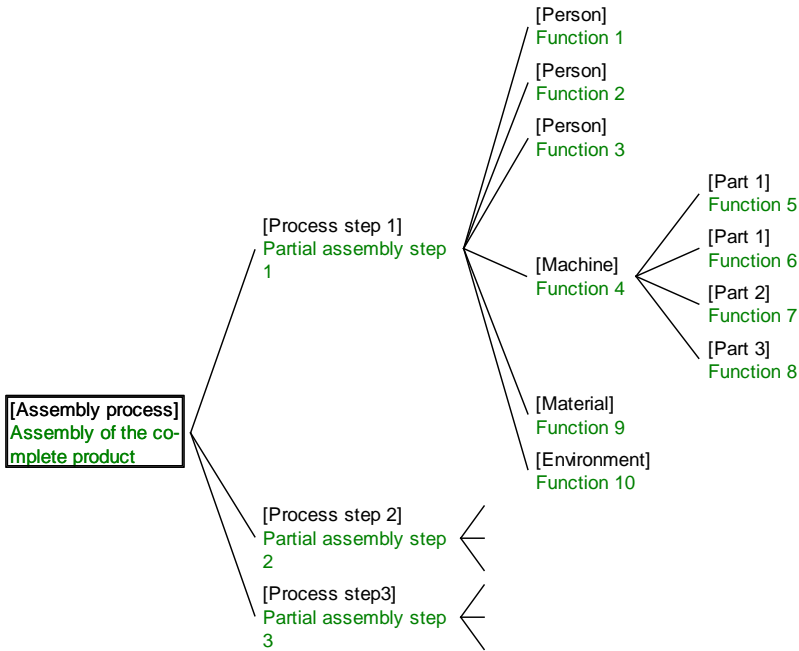 [Person]
Function 1
[Person]
Function 2
[Person]
Function 3
[Part 1]
Function 5
[Process step 1]
Partial assembly step
1
[Part 1]
Function 6
[Machine]
Function 4
[Part 2]
Function 7
[Part 3]
Function 8
[Assembly process]
Assembly of the co-
mplete product
[Material]
Function 9
[Environment]
Function 10
[Process step 2]
Partial assembly step
2
[Process step3]
Partial assembly step
3